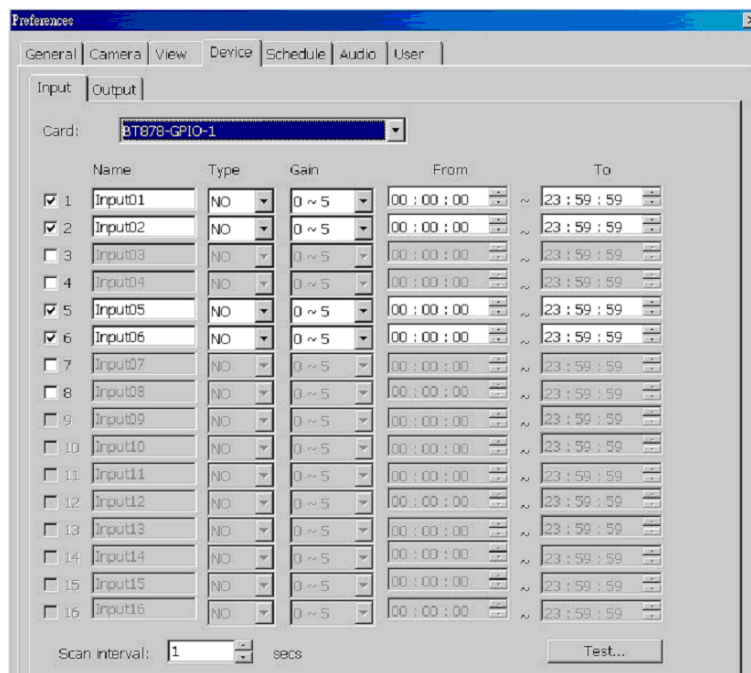 Preferences
General Camera View Device Schedule Audio User
Input Output
Card: BT878-GPIO-1
Name Type Gain From To
1 Input01 NO 0 ~ 5 00 : 00 : 00 ~ 23 : 59 : 59
2 Input02 NO 0 ~ 5 00 : 00 : 00 ~ 23 : 59 : 59
3 Input03 NO 0 ~ 5 00 : 00 : 00 ~ 23 : 59 : 59
4 Input04 NO 0 ~ 5 00 : 00 : 00 ~ 23 : 59 : 59
5 Input05 NO 0 ~ 5 00 : 00 : 00 ~ 23 : 59 : 59
6 Input06 NO 0 ~ 5 00 : 00 : 00 ~ 23 : 59 : 59
7 Input07 NO 0 ~ 5 00 : 00 : 00 ~ 23 : 59 : 59
8 Input08 NO 0 ~ 5 00 : 00 : 00 ~ 23 : 59 : 59
9 Input09 NO 0 ~ 5 00 : 00 : 00 ~ 23 : 59 : 59
10 Input10 NO 0 ~ 5 00 : 00 : 00 ~ 23 : 59 : 59
11 Input11 NO 0 ~ 5 00 : 00 : 00 ~ 23 : 59 : 59
12 Input12 NO 0 ~ 5 00 : 00 : 00 ~ 23 : 59 : 59
13 Input13 NO 0 ~ 5 00 : 00 : 00 ~ 23 : 59 : 59
14 Input14 NO 0 ~ 5 00 : 00 : 00 ~ 23 : 59 : 59
15 Input15 NO 0 ~ 5 00 : 00 : 00 ~ 23 : 59 : 59
16 Input16 NO 0 ~ 5 00 : 00 : 00 ~ 23 : 59 : 59
Scan interval: 1 secs Test...